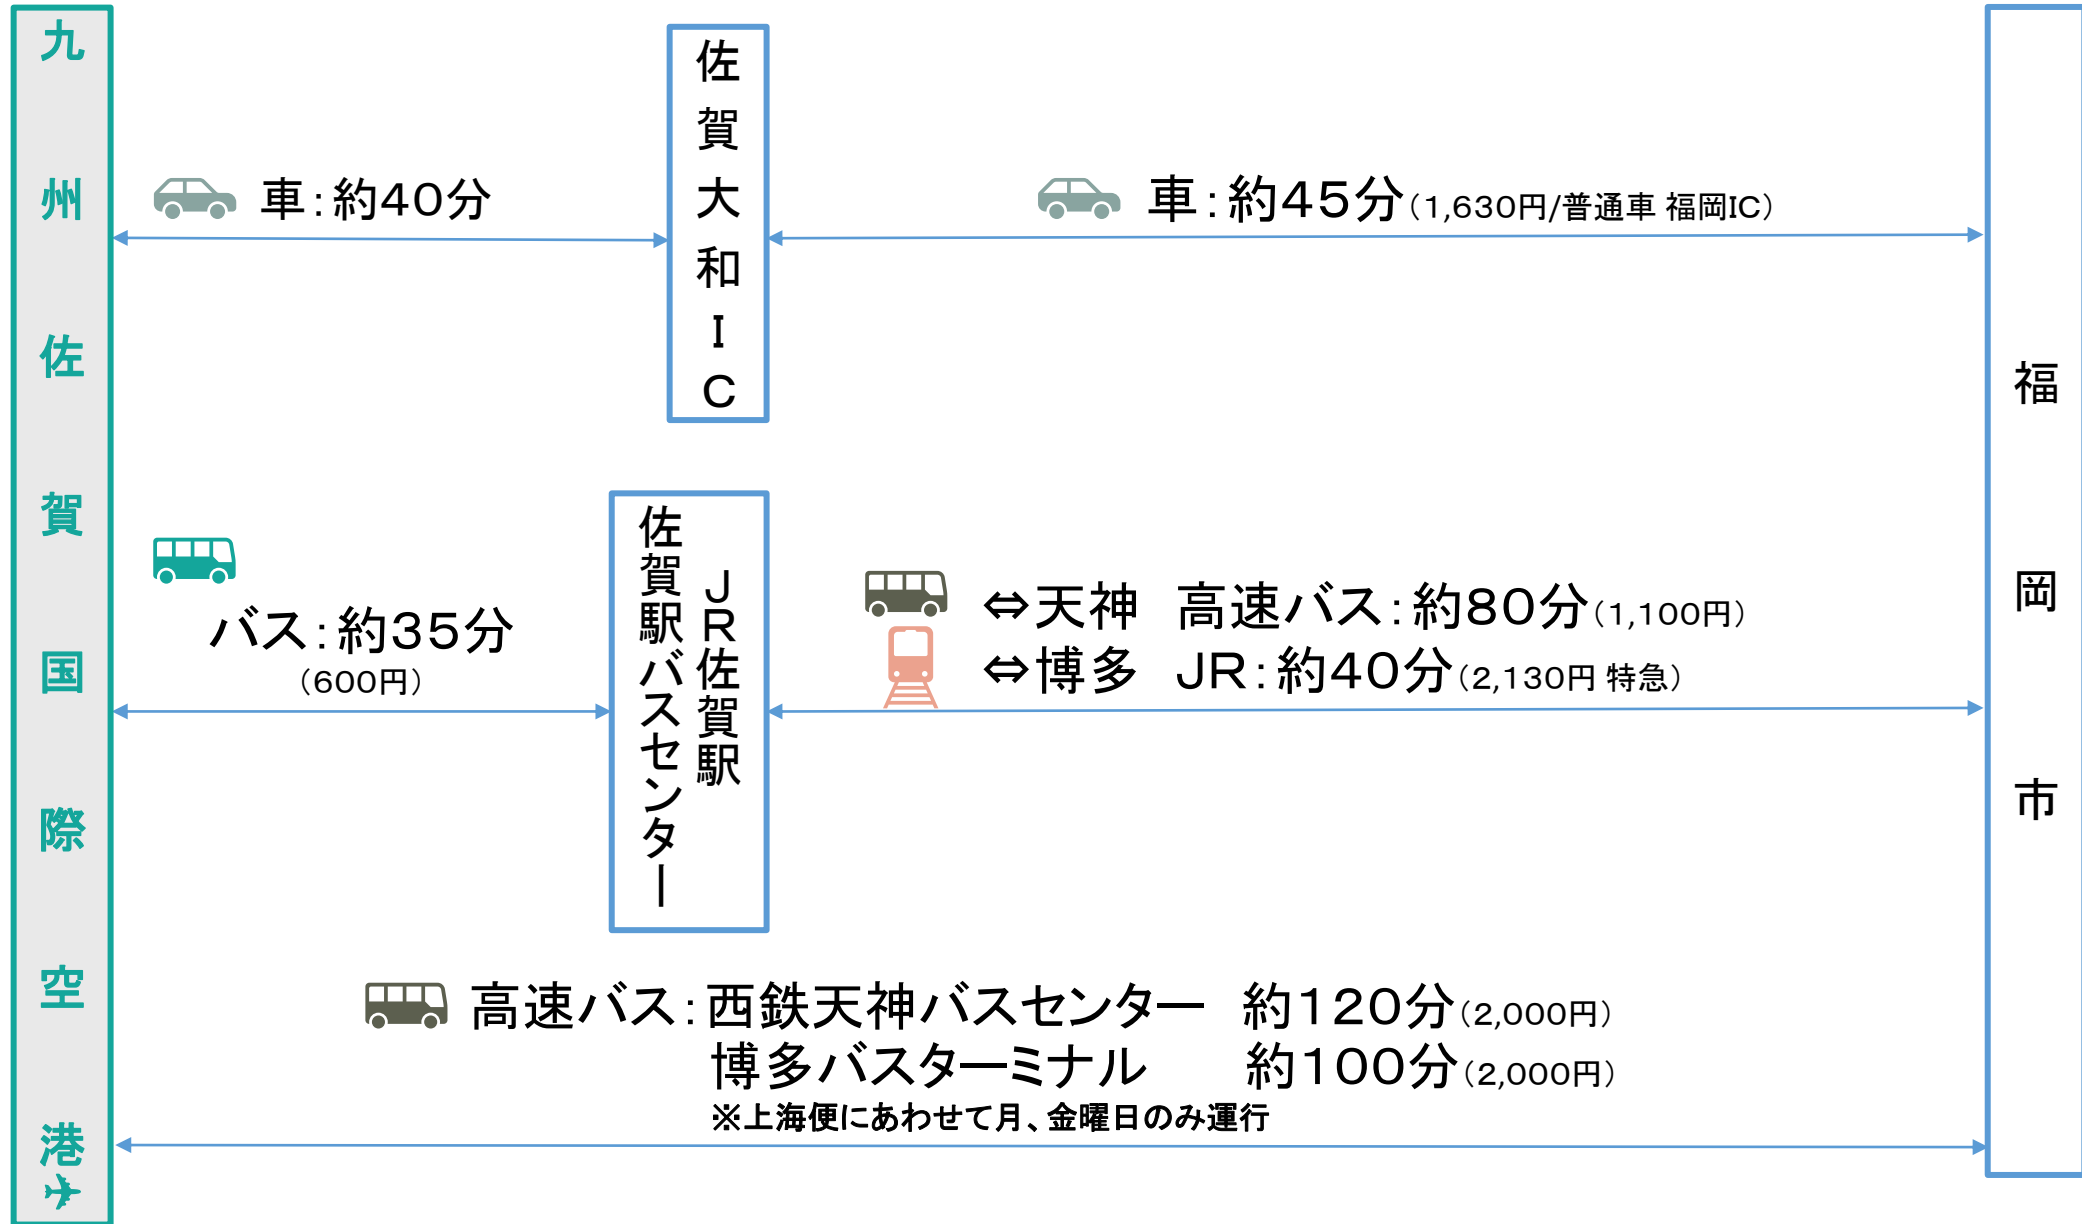 九州佐賀国際空港
車：約40分
佐賀大和IC
車：約45分（1,630円/普通車 福岡IC）
福岡市
バス：約35分
（600円）
JR佐賀駅
佐賀駅バスセンター
⇔天神　高速バス：約80分（1,100円）
⇔博多　JR：約40分（2,130円 特急）
高速バス：西鉄天神バスセンター　約120分（2,000円）
博多バスターミナル　約100分（2,000円）
※上海便にあわせて月、金曜日のみ運行